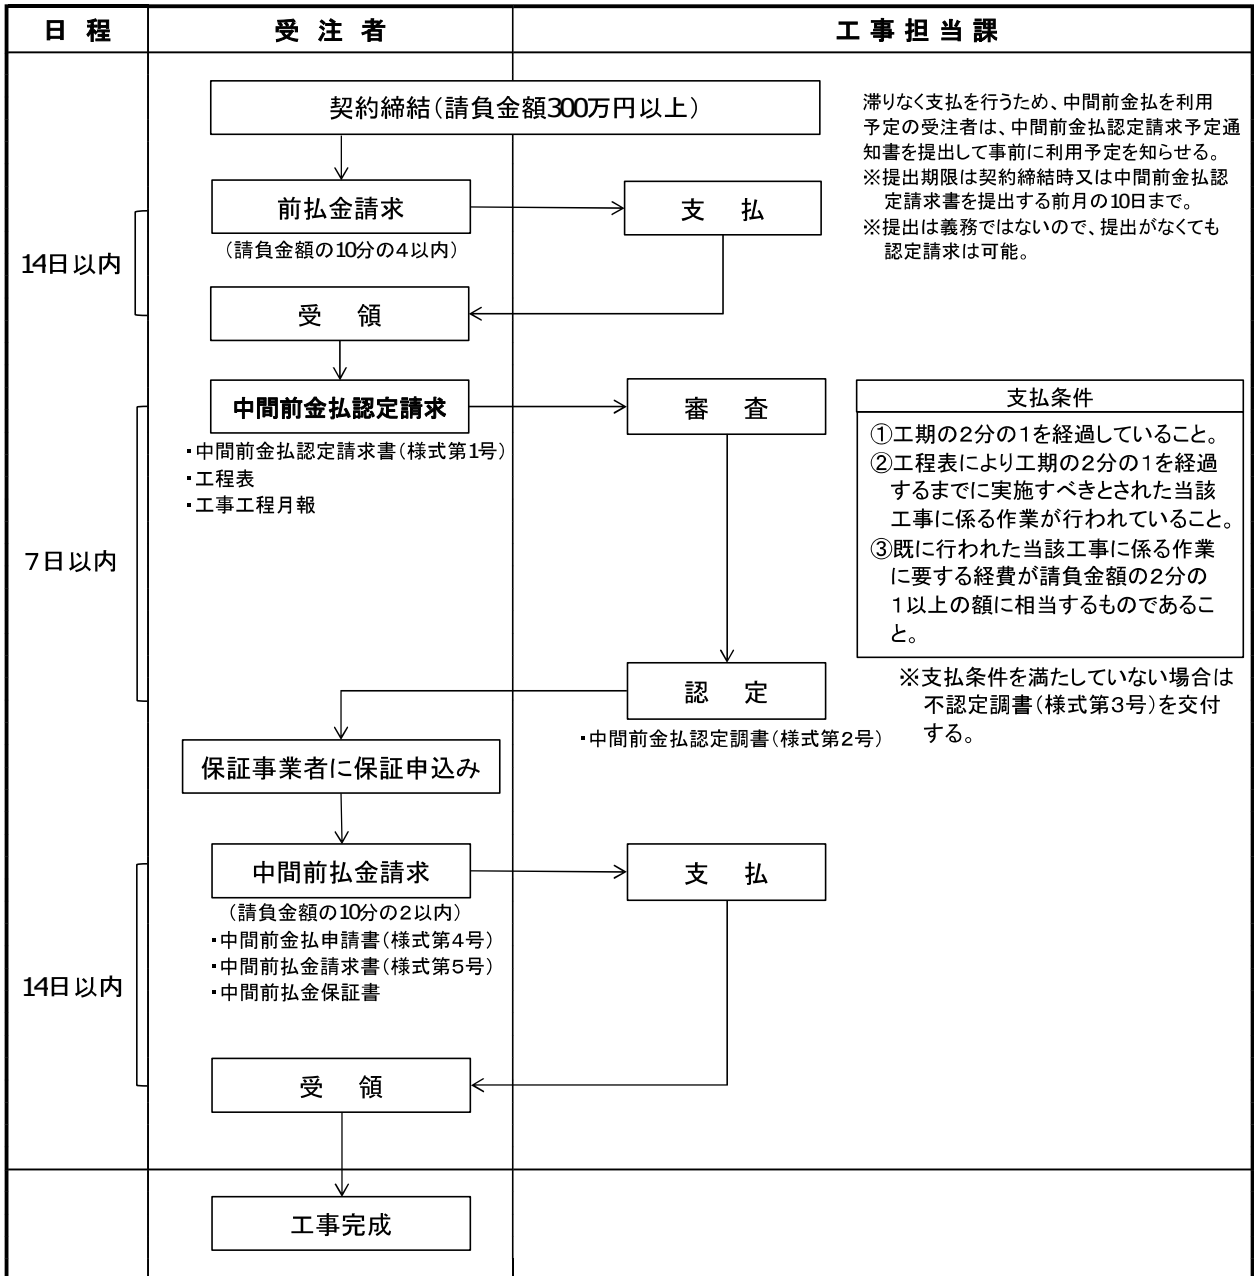 日 程
受 注 者
工 事 担 当 課
契約締結(請負金額300万円以上)
滞りなく支払を行うため、中間前金払を利用
予定の受注者は、中間前金払認定請求予定通
知書を提出して事前に利用予定を知らせる。
※提出期限は契約締結時又は中間前金払認
定請求書を提出する前月の10日まで。
※提出は義務ではないので、提出がなくても
認定請求は可能。
前払金請求
支 払
(請負金額の10分の4以内)
14日以内
受 領
中間前金払認定請求
審 査
・中間前金払認定請求書(様式第1号)
・工程表
・工事工程月報
支払条件
①工期の2分の1を経過していること。
②工程表により工期の2分の1を経過
するまでに実施すべきとされた当該
工事に係る作業が行われていること。
③既に行われた当該工事に係る作業
に要する経費が請負金額の2分の
1以上の額に相当するものであるこ
と。
7日以内
※支払条件を満たしていない場合は
不認定調書(様式第3号)を交付
する。
認 定
・中間前金払認定調書(様式第2号)
保証事業者に保証申込み
中間前払金請求
支 払
(請負金額の10分の2以内)
・中間前金払申請書(様式第4号)
・中間前払金請求書(様式第5号)
・中間前払金保証書
14日以内
受 領
工事完成